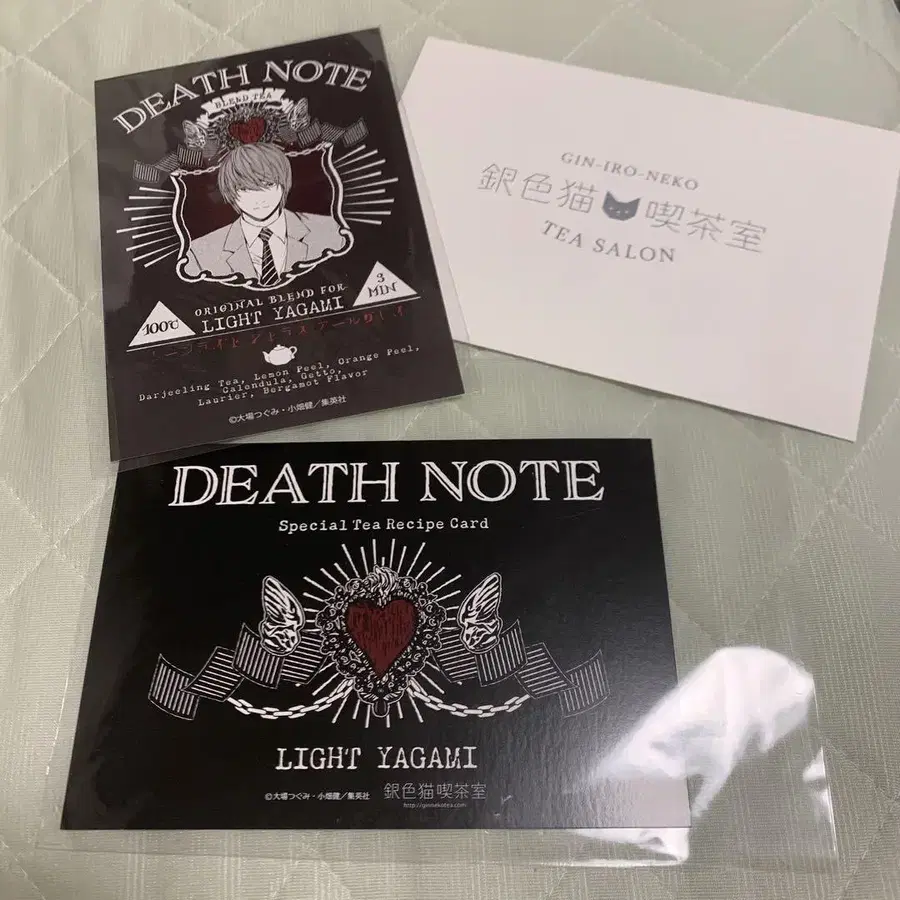 DEATH NOTE
BLEND TEA
ORIGINAL BLEND FOR
LIGHT YAGAMI
100℃
3
MIN
Darjeeling Tea, Lemon Peel, Orange Peel,
Calendula, Getto,
Laurier, Bergamot Flavor
©大場つぐみ・小畑健／集英社
GIN-IRO-NEKO
銀色猫喫茶室
TEA SALON
DEATH NOTE
Special Tea Recipe Card
LIGHT YAGAMI
©大場つぐみ・小畑健／集英社
銀色猫喫茶室